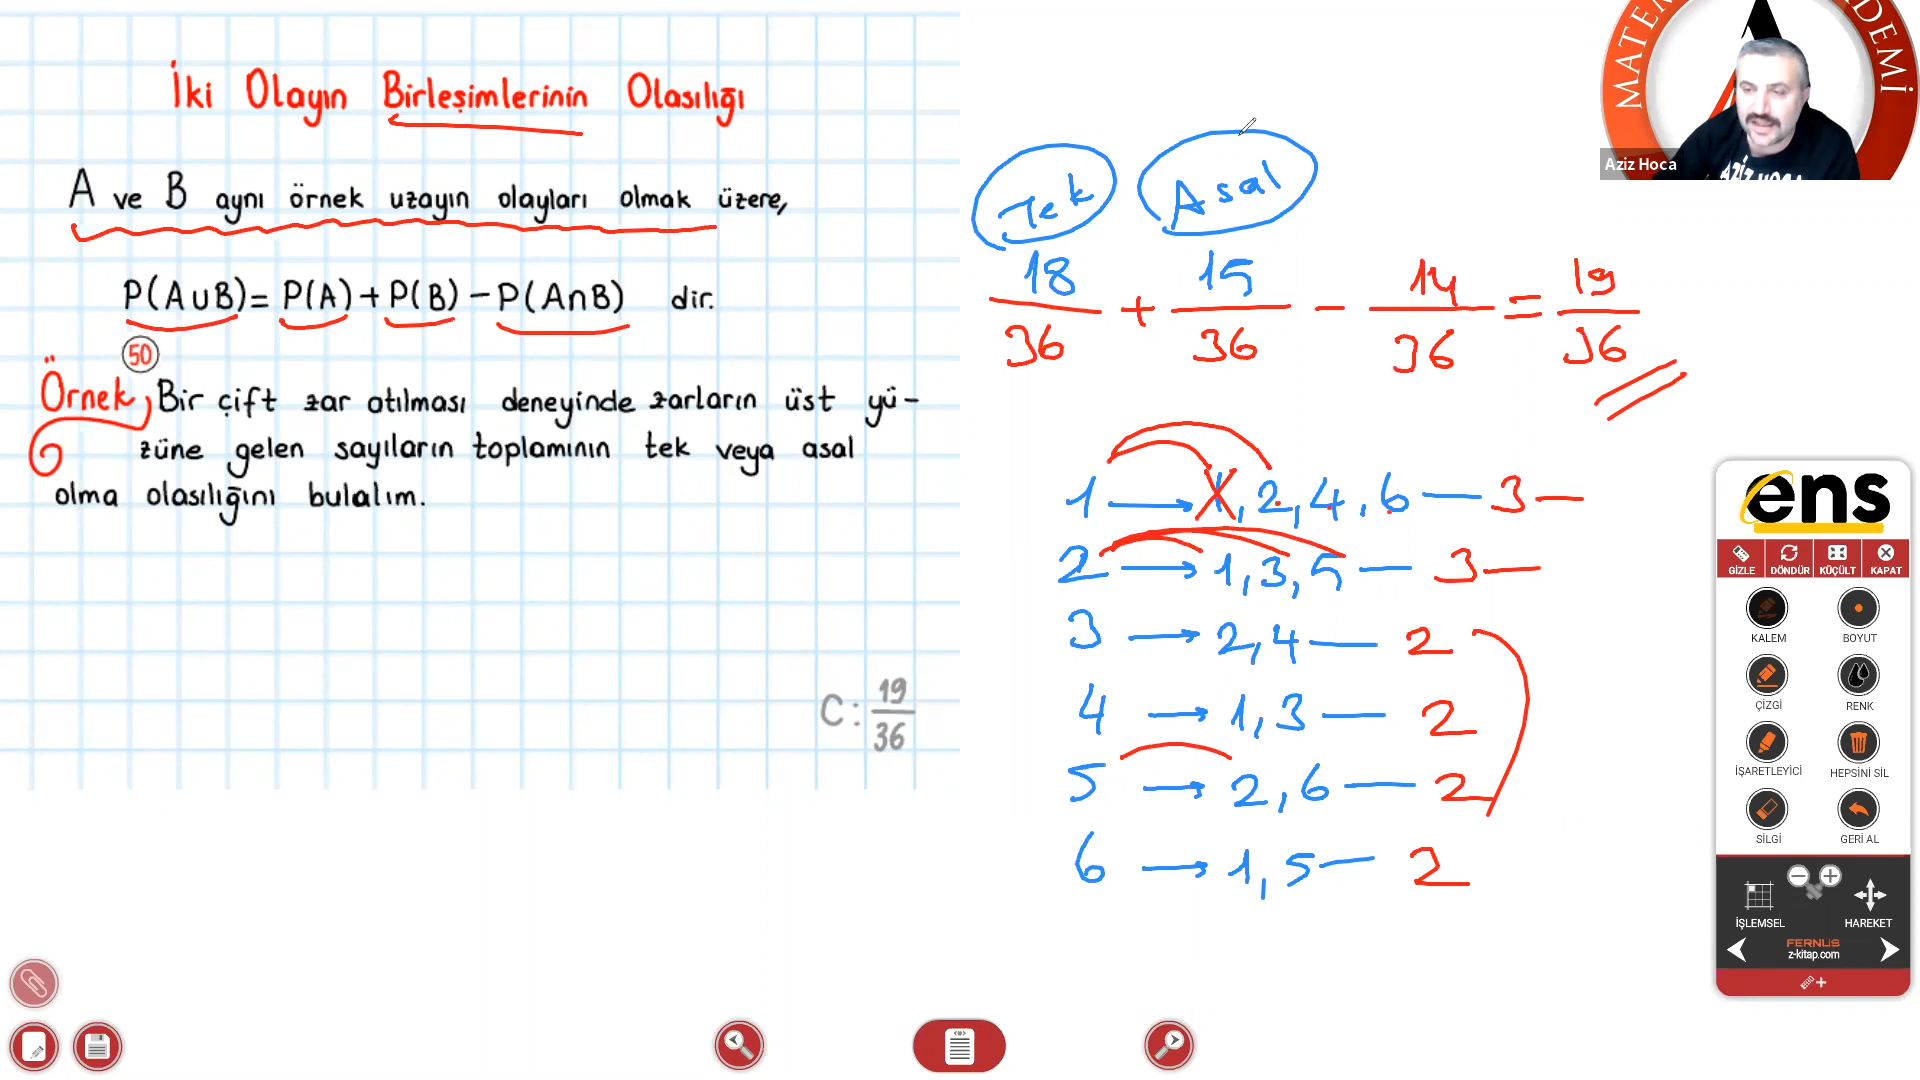 İki Olayın Birleşimlerinin Olasılığı
A ve B aynı örnek uzayın olayları olmak üzere,
P(A∪B)= P(A)+P(B)-P(A∩B) dir.
50
Örnek, Bir çift zar atılması deneyinde zarların üst yü-
züne gelen sayıların toplamının tek veya asal
olma olasılığını bulalım.
C: 19/36
Tek Asal
18/36 + 15/36 - 14/36 = 19/36
1 → 1, 2, 4, 6 — 3 —
2 → 1, 3, 5 — 3 —
3 → 2, 4 — 2
4 → 1, 3 — 2
5 → 2, 6 — 2
6 → 1, 5 — 2
MATEM
DEMİ
Aziz Hoca
AZİZ HOCA
ens
GİZLE DÖNDÜR KÜÇÜLT KAPAT
KALEM BOYUT
ÇİZGİ RENK
İŞARETLEYİCİ HEPSİNİ SİL
SİLGİ GERİ AL
İŞLEMSEL HAREKET
FERNUS
z-kitap.com